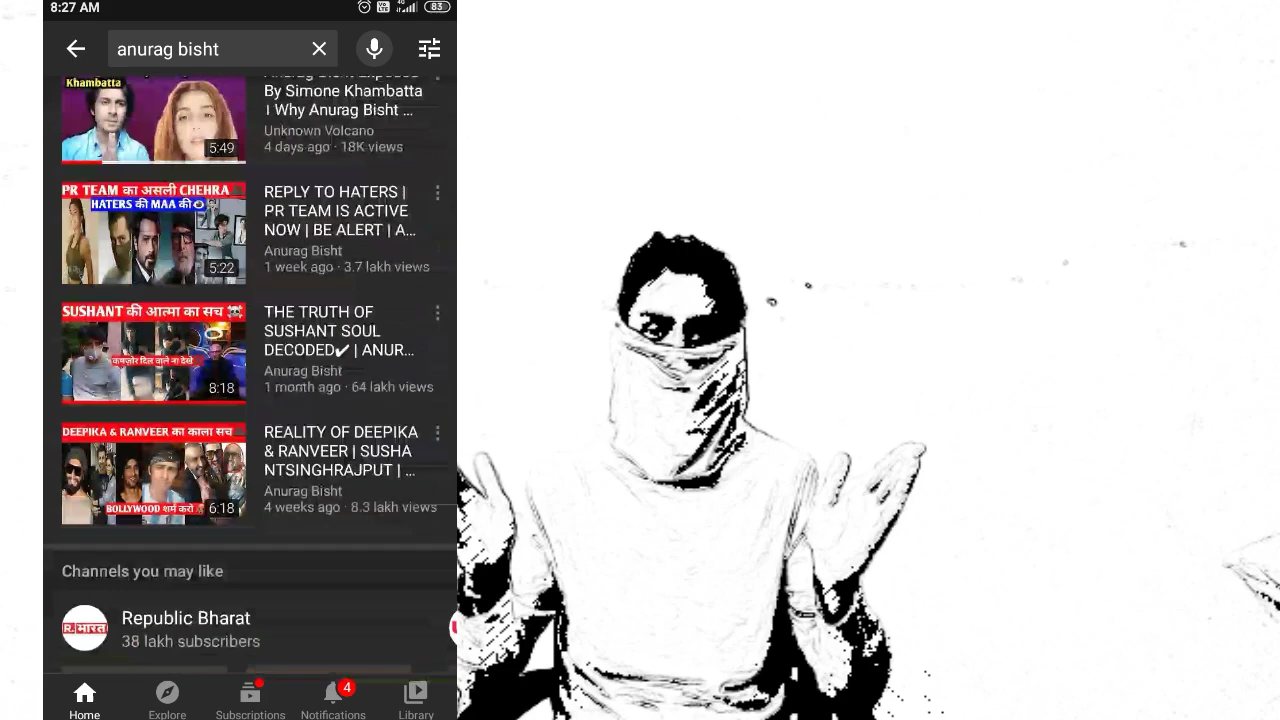 8:27 AM
83
anurag bisht
Khambatta
By Simone Khambatta
। Why Anurag Bisht ...
Unknown Volcano
4 days ago · 18K views
5:49
PR TEAM का असली CHEHRA
HATERS की MAA की
5:22
REPLY TO HATERS |
PR TEAM IS ACTIVE
NOW | BE ALERT | A...
Anurag Bisht
1 week ago · 3.7 lakh views
SUSHANT की आत्मा का सच
कमज़ोर दिल वाले ना देखे
8:18
THE TRUTH OF
SUSHANT SOUL
DECODED✔ | ANUR...
Anurag Bisht
1 month ago · 64 lakh views
DEEPIKA & RANVEER का काला सच
BOLLYWOOD शर्म करो
6:18
REALITY OF DEEPIKA
& RANVEER | SUSHA
NTSINGHRAJPUT | ...
Anurag Bisht
4 weeks ago · 8.3 lakh views
Channels you may like
R.भारत
Republic Bharat
38 lakh subscribers
4
Home
Explore
Subscriptions
Notifications
Library